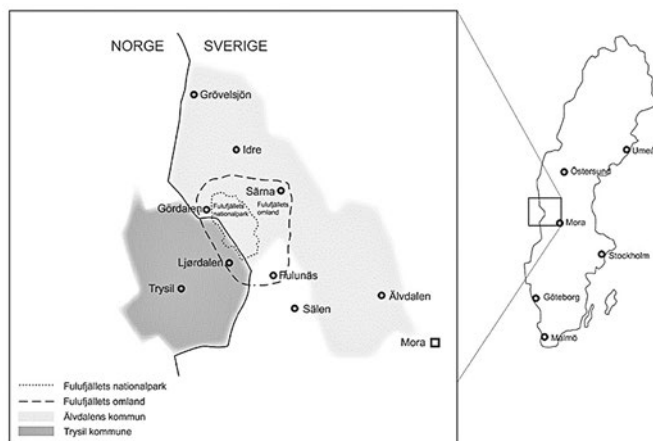 NORGE SVERIGE
Grövelsjön
Idre
Särna
Gördalen
Fulufjällets
nationalpark
Fulufjällets
omland
Ljørdalen
Trysil
Fulunäs
Sälen
Älvdalen
Mora
Fulufjällets nationalpark
Fulufjällets omland
Älvdalens kommun
Trysil kommune
Umeå
Östersund
Mora
Stockholm
Göteborg
Malmö